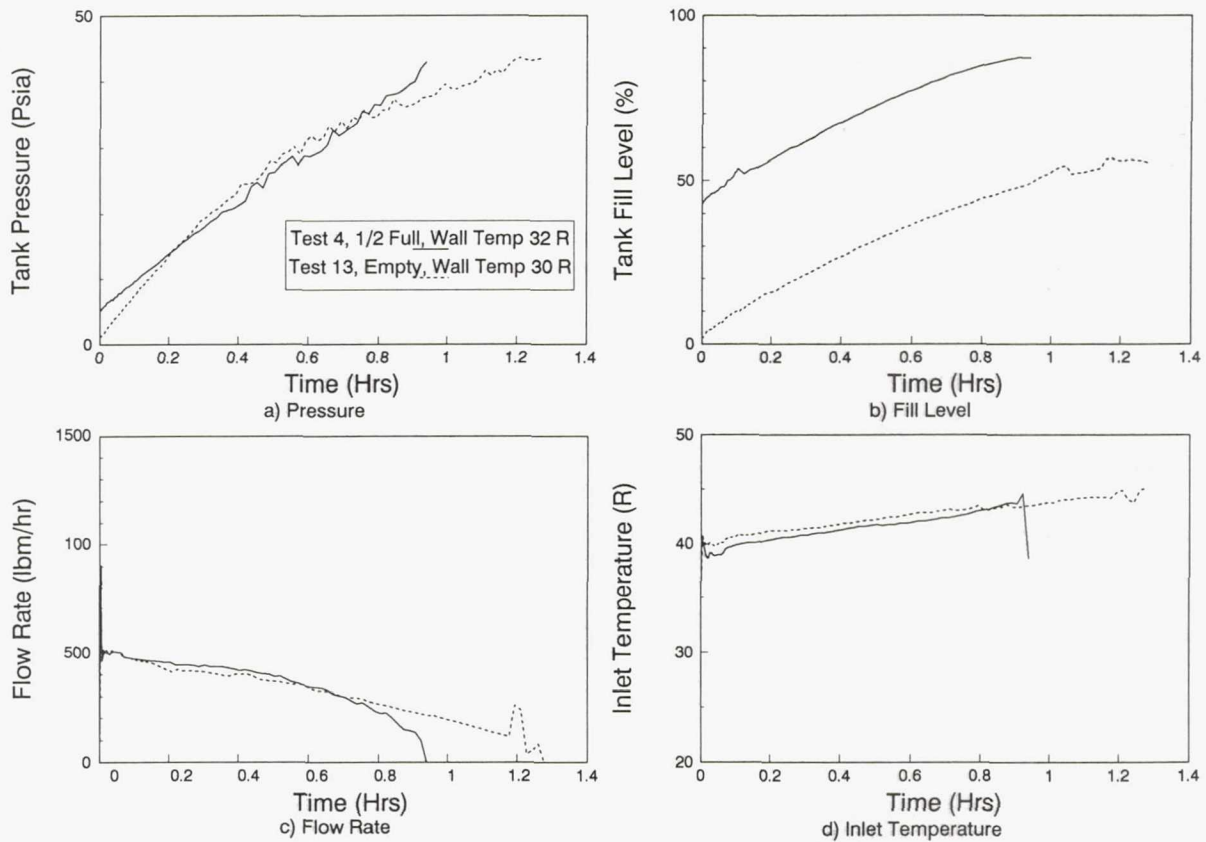 50
0
Tank Pressure (Psia)
Test 4, 1/2 Full, Wall Temp 32 R
Test 13, Empty, Wall Temp 30 R
0 0.2 0.4 0.6 0.8 1 1.2 1.4
Time (Hrs)
a) Pressure
100
50
0
Tank Fill Level (%)
0 0.2 0.4 0.6 0.8 1 1.2 1.4
Time (Hrs)
b) Fill Level
1500
100
500
0
Flow Rate (lbm/hr)
0 0.2 0.4 0.6 0.8 1 1.2 1.4
Time (Hrs)
c) Flow Rate
50
40
30
20
Inlet Temperature (R)
0 0.2 0.4 0.6 0.8 1 1.2 1.4
Time (Hrs)
d) Inlet Temperature